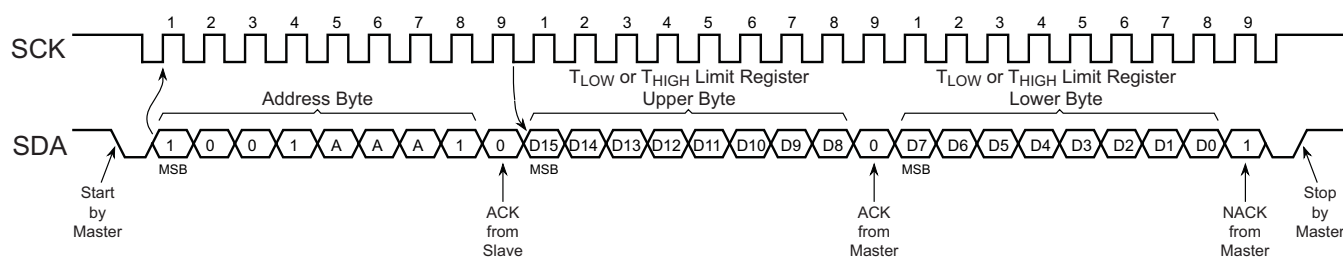 1 2 3 4 5 6 7 8 9 1 2 3 4 5 6 7 8 9 1 2 3 4 5 6 7 8 9
SCK
T_LOW or T_HIGH Limit Register T_LOW or T_HIGH Limit Register
Address Byte Upper Byte Lower Byte
SDA 1 0 0 1 A A A 1 0 D15 D14 D13 D12 D11 D10 D9 D8 0 D7 D6 D5 D4 D3 D2 D1 D0 1
MSB MSB MSB
Start
by
Master
ACK
from
Slave
ACK
from
Master
NACK
from
Master
Stop
by
Master